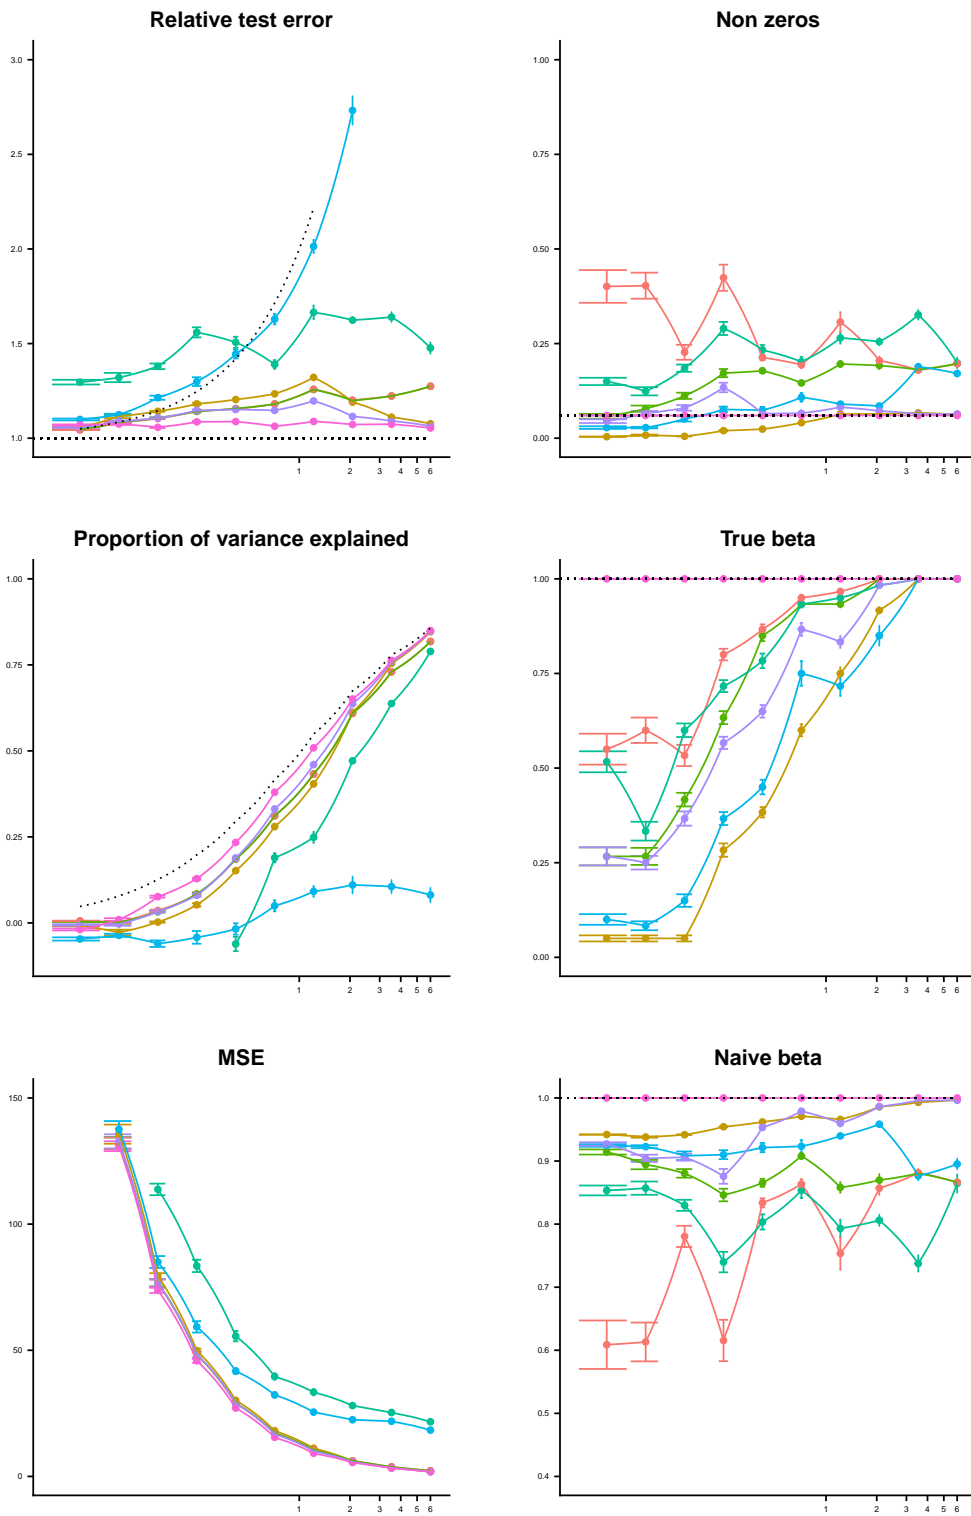 Relative test error
3.0
2.5
2.0
1.5
1.0
1 2 3 4 5 6
Non zeros
1.00
0.75
0.50
0.25
0.00
1 2 3 4 5 6
Proportion of variance explained
1.00
0.75
0.50
0.25
0.00
1 2 3 4 5 6
True beta
1.00
0.75
0.50
0.25
0.00
1 2 3 4 5 6
MSE
150
100
50
0
1 2 3 4 5 6
Naive beta
1.0
0.9
0.8
0.7
0.6
0.5
0.4
1 2 3 4 5 6